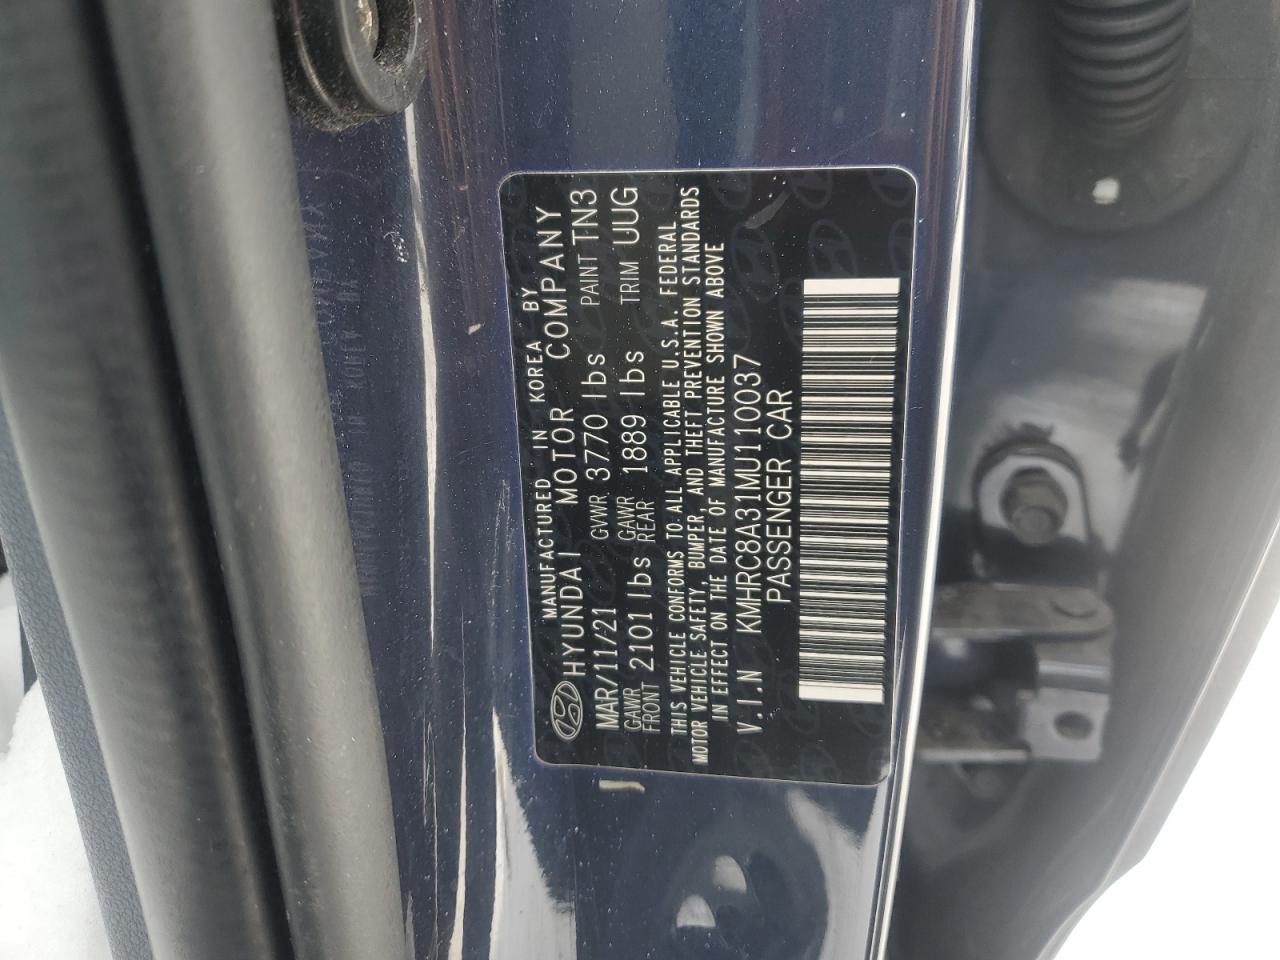 MANUFACTURED IN KOREA BY
HYUNDAI MOTOR COMPANY
MAR/11/21 GVWR 3770 lbs PAINT TN3
GAWR FRONT 2101 lbs GAWR REAR 1889 lbs TRIM UUG
THIS VEHICLE CONFORMS TO ALL APPLICABLE U.S.A. FEDERAL
MOTOR VEHICLE SAFETY, BUMPER, AND THEFT PREVENTION STANDARDS
IN EFFECT ON THE DATE OF MANUFACTURE SHOWN ABOVE
V.I.N KMHRC8A31MU110037
PASSENGER CAR